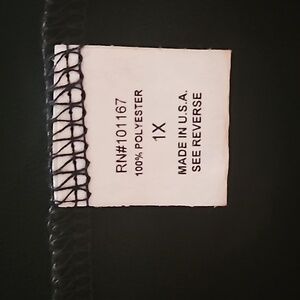 RN#101167
100% POLYESTER
1X
MADE IN U.S.A.
SEE REVERSE